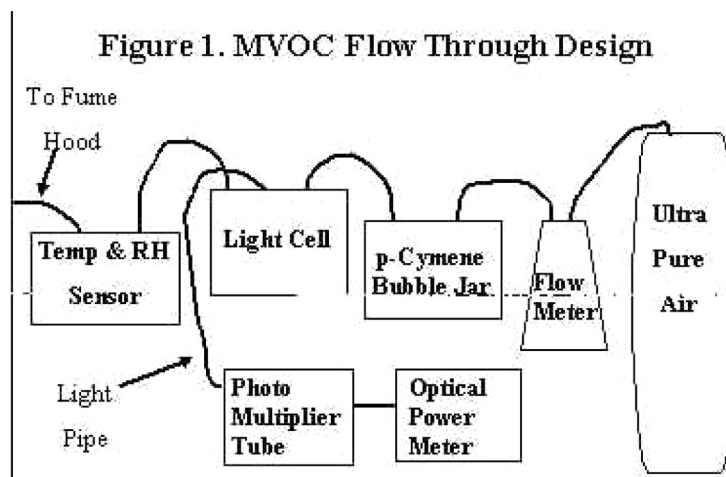 Figure 1. MVOC Flow Through Design
To Fume
Hood
Temp & RH
Sensor
Light Cell
p-Cymene
Bubble Jar
Flow
Meter
Ultra
Pure
Air
Light
Pipe
Photo
Multiplier
Tube
Optical
Power
Meter